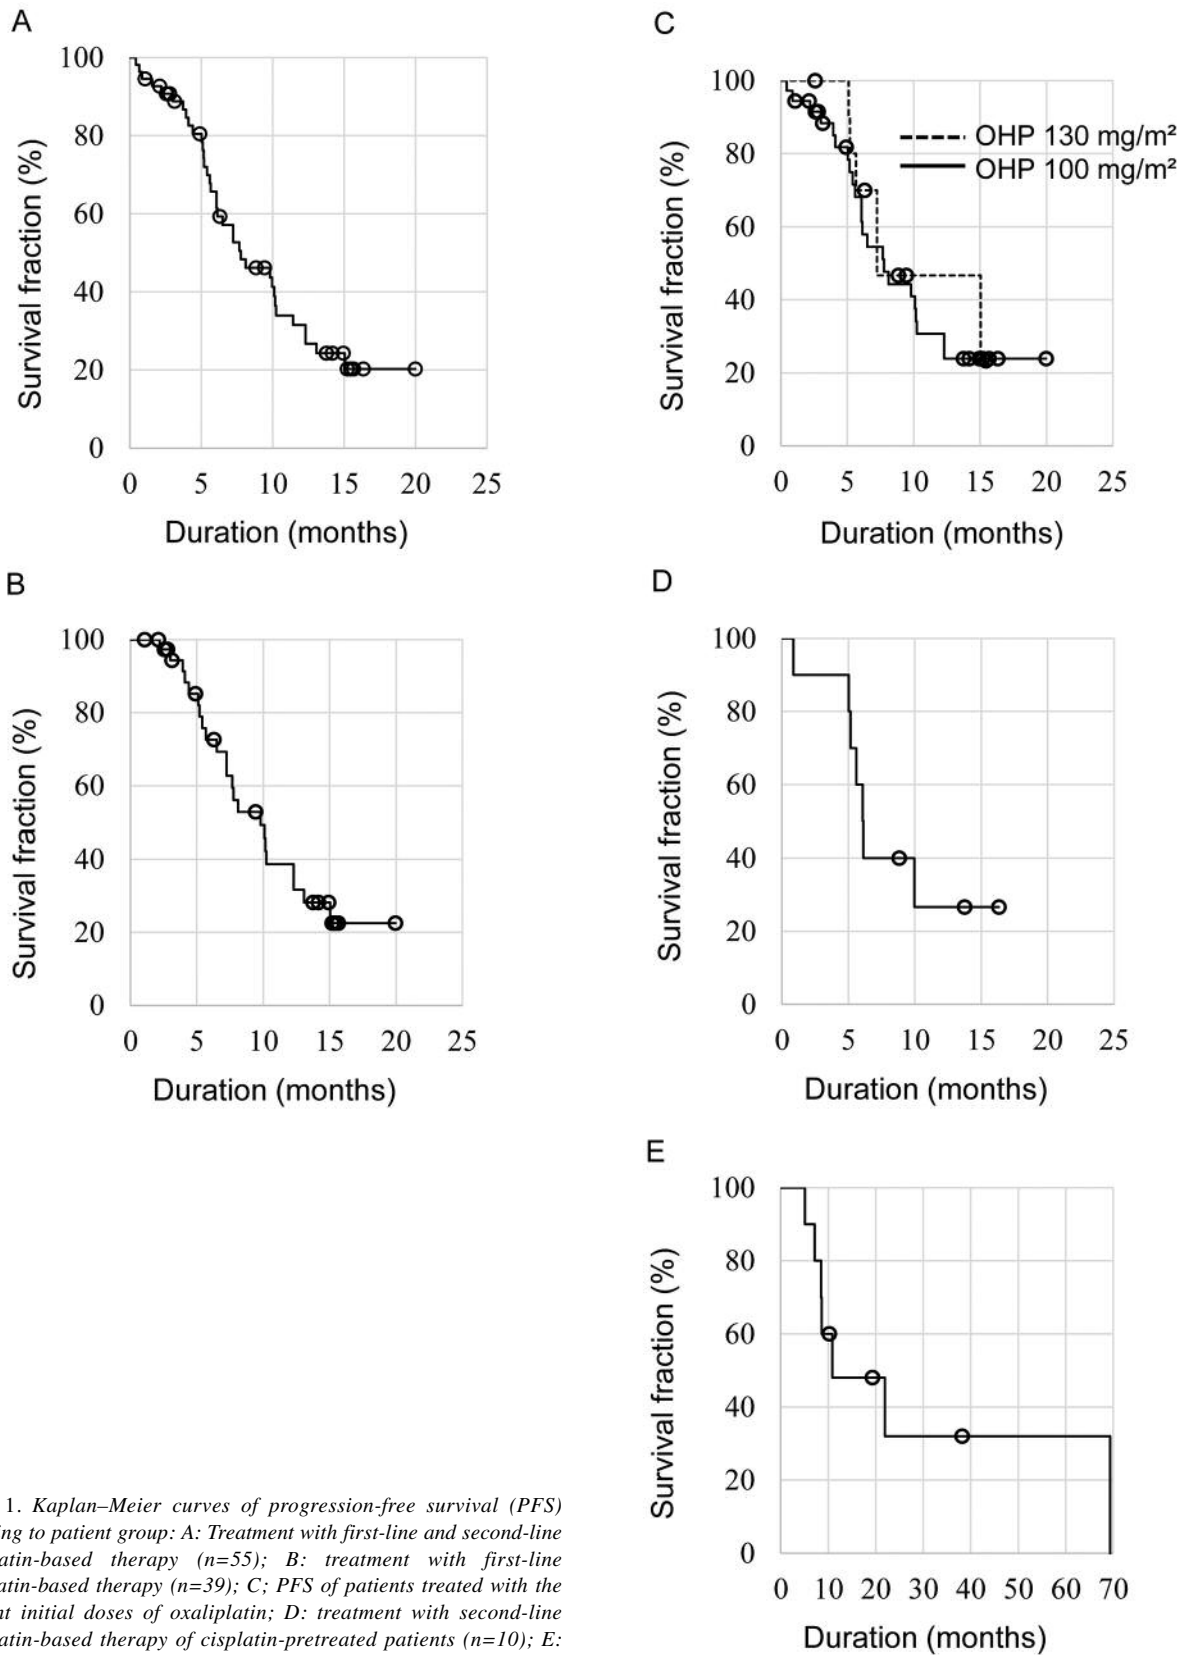 A
Survival fraction (%)
100
80
60
40
20
0
0 5 10 15 20 25
Duration (months)
B
Survival fraction (%)
100
80
60
40
20
0
0 5 10 15 20 25
Duration (months)
C
Survival fraction (%)
100
80
60
40
20
0
OHP 130 mg/m²
OHP 100 mg/m²
0 5 10 15 20 25
Duration (months)
D
Survival fraction (%)
100
80
60
40
20
0
0 5 10 15 20 25
Duration (months)
E
Survival fraction (%)
100
80
60
40
20
0
0 10 20 30 40 50 60 70
Duration (months)
1. Kaplan–Meier curves of progression-free survival (PFS)
ing to patient group: A: Treatment with first-line and second-line
atin-based therapy (n=55); B: treatment with first-line
atin-based therapy (n=39); C; PFS of patients treated with the
nt initial doses of oxaliplatin; D: treatment with second-line
atin-based therapy of cisplatin-pretreated patients (n=10); E: